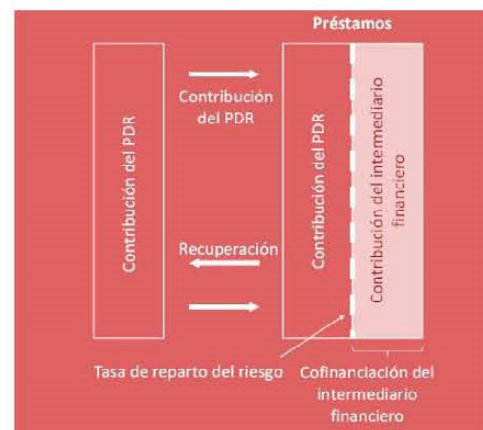 Préstamos
Contribución del PDR
Contribución
del PDR
Contribución del PDR
Contribución del intermediario
financiero
Recuperación
Tasa de reparto del riesgo
Cofinanciación del
intermediario
financiero